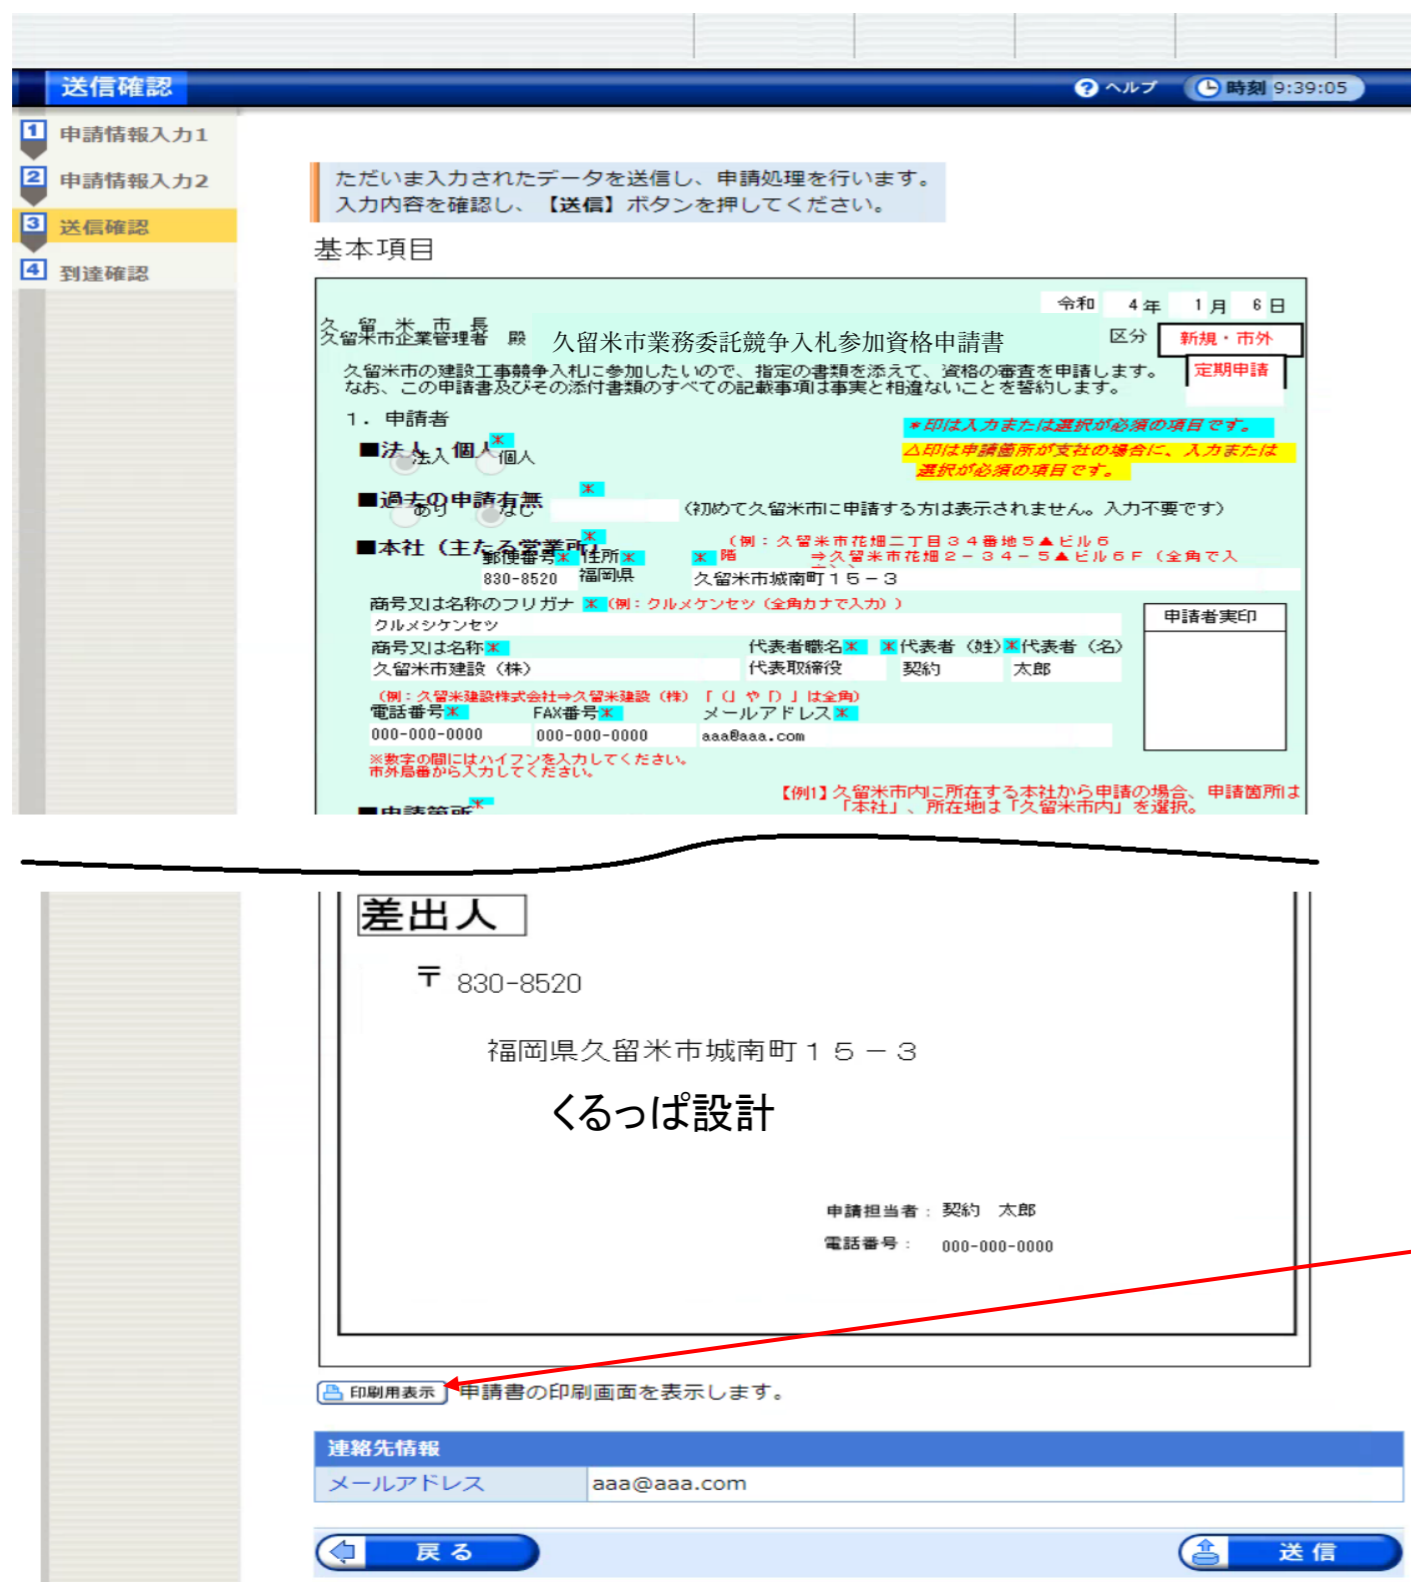 送信確認
ヘルプ
時刻 9:39:05
1 申請情報入力1
2 申請情報入力2
3 送信確認
4 到達確認
ただいま入力されたデータを送信し、申請処理を行います。
入力内容を確認し、【送信】ボタンを押してください。
基本項目
令和 4年 1月 6日
久留米市長
久留米市企業管理者 殿
久留米市業務委託競争入札参加資格申請書
区分 新規・市外
定期申請
久留米市の建設工事競争入札に参加したいので、指定の書類を添えて、資格の審査を申請します。
なお、この申請書及びその添付書類のすべての記載事項は事実と相違ないことを誓約します。
1．申請者
*印は入力または選択が必須の項目です。
■法人・個人*
法人 個人
△印は申請箇所が支社の場合に、入力または
選択が必須の項目です。
■過去の申請有無 *
あり なし
（初めて久留米市に申請する方は表示されません。入力不要です）
■本社（主たる営業所）*
（例：久留米市花畑二丁目３４番地５▲ビル６
階 ⇒久留米市花畑２－３４－５▲ビル６Ｆ（全角で入
郵便番号* 住所* *
830-8520 福岡県 久留米市城南町１５－３
商号又は名称のフリガナ *（例：クルメケンセツ（全角カナで入力））
クルメシケンセツ
申請者実印
商号又は名称* 代表者職名* *代表者（姓）*代表者（名）
久留米市建設（株） 代表取締役 契約 太郎
（例：久留米建設株式会社⇒久留米建設（株）「（」や「）」は全角）
電話番号* FAX番号* メールアドレス*
000-000-0000 000-000-0000 aaa@aaa.com
※数字の間にはハイフンを入力してください。
市外局番から入力してください。
【例1】久留米市内に所在する本社から申請の場合、申請箇所は
「本社」、所在地は「久留米市内」を選択。
■申請箇所*
差出人
〒 830-8520
福岡県久留米市城南町１５－３
くるっぱ設計
申請担当者： 契約 太郎
電話番号： 000-000-0000
印刷用表示 申請書の印刷画面を表示します。
連絡先情報
メールアドレス aaa@aaa.com
戻る
送信